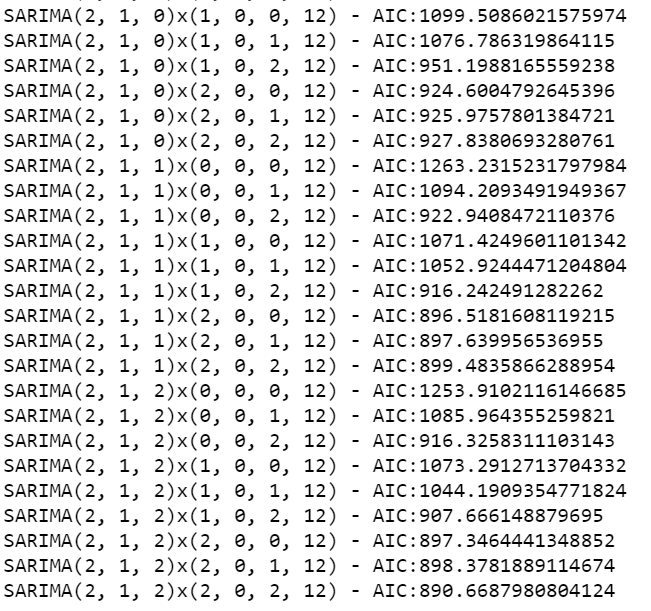 SARIMA(2, 1, 0)x(1, 0, 0, 12) - AIC:1099.5086021575974
SARIMA(2, 1, 0)x(1, 0, 1, 12) - AIC:1076.786319864115
SARIMA(2, 1, 0)x(1, 0, 2, 12) - AIC:951.1988165559238
SARIMA(2, 1, 0)x(2, 0, 0, 12) - AIC:924.6004792645396
SARIMA(2, 1, 0)x(2, 0, 1, 12) - AIC:925.9757801384721
SARIMA(2, 1, 0)x(2, 0, 2, 12) - AIC:927.8380693280761
SARIMA(2, 1, 1)x(0, 0, 0, 12) - AIC:1263.2315231797984
SARIMA(2, 1, 1)x(0, 0, 1, 12) - AIC:1094.2093491949367
SARIMA(2, 1, 1)x(0, 0, 2, 12) - AIC:922.9408472110376
SARIMA(2, 1, 1)x(1, 0, 0, 12) - AIC:1071.4249601101342
SARIMA(2, 1, 1)x(1, 0, 1, 12) - AIC:1052.9244471204804
SARIMA(2, 1, 1)x(1, 0, 2, 12) - AIC:916.242491282262
SARIMA(2, 1, 1)x(2, 0, 0, 12) - AIC:896.5181608119215
SARIMA(2, 1, 1)x(2, 0, 1, 12) - AIC:897.639956536955
SARIMA(2, 1, 1)x(2, 0, 2, 12) - AIC:899.4835866288954
SARIMA(2, 1, 2)x(0, 0, 0, 12) - AIC:1253.9102116146685
SARIMA(2, 1, 2)x(0, 0, 1, 12) - AIC:1085.964355259821
SARIMA(2, 1, 2)x(0, 0, 2, 12) - AIC:916.3258311103143
SARIMA(2, 1, 2)x(1, 0, 0, 12) - AIC:1073.2912713704332
SARIMA(2, 1, 2)x(1, 0, 1, 12) - AIC:1044.1909354771824
SARIMA(2, 1, 2)x(1, 0, 2, 12) - AIC:907.666148879695
SARIMA(2, 1, 2)x(2, 0, 0, 12) - AIC:897.3464441348852
SARIMA(2, 1, 2)x(2, 0, 1, 12) - AIC:898.3781889114674
SARIMA(2, 1, 2)x(2, 0, 2, 12) - AIC:890.6687980804124